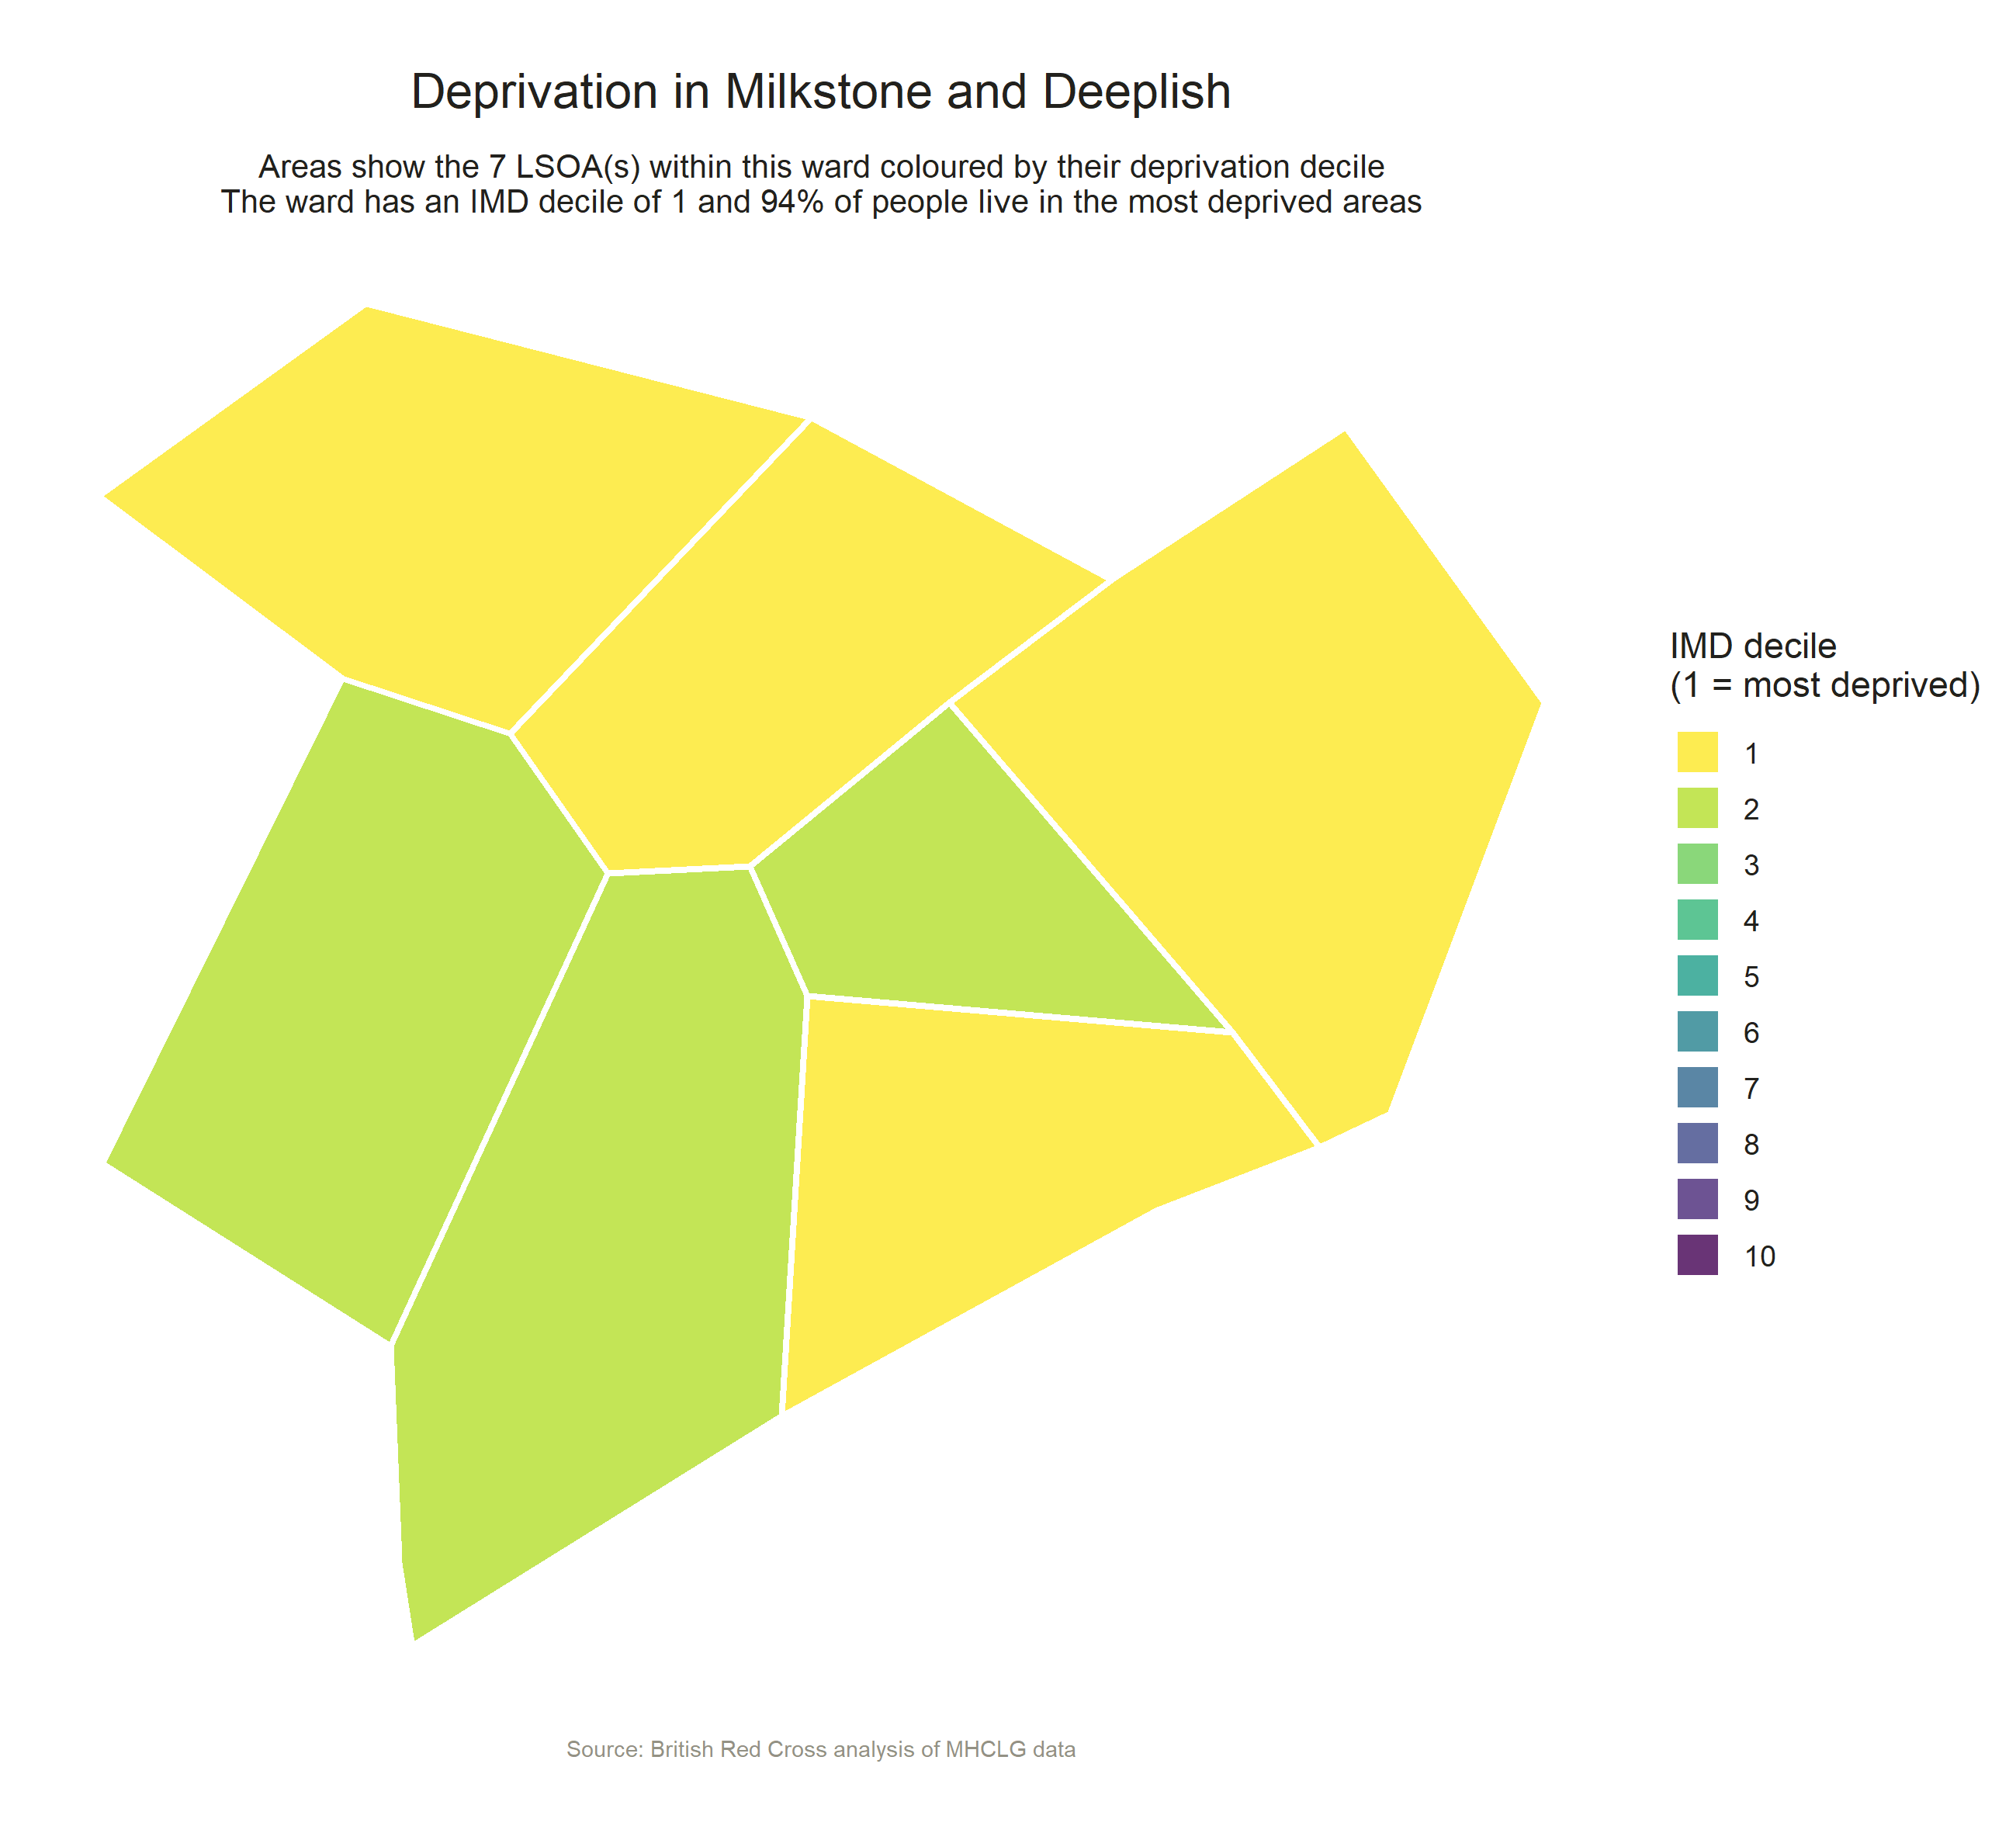 Deprivation in Milkstone and Deeplish
Areas show the 7 LSOA(s) within this ward coloured by their deprivation decile
The ward has an IMD decile of 1 and 94% of people live in the most deprived areas
IMD decile
(1 = most deprived)
1
2
3
4
5
6
7
8
9
10
Source: British Red Cross analysis of MHCLG data